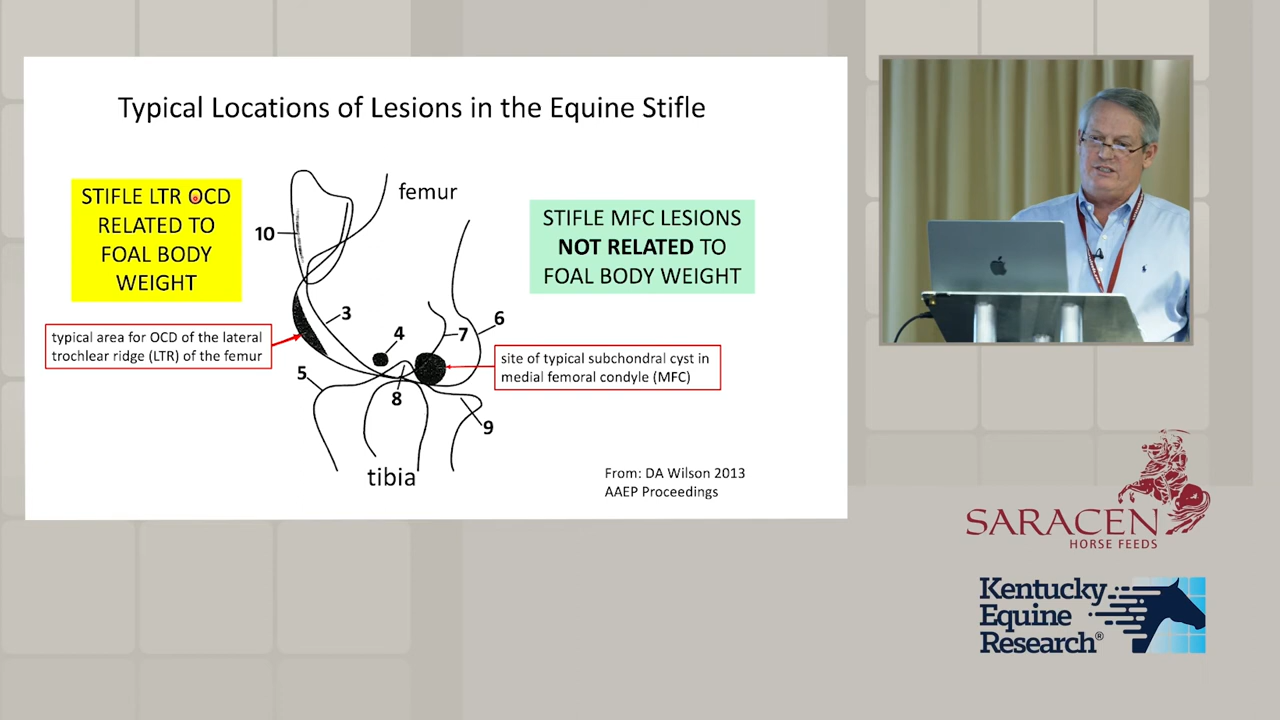 Typical Locations of Lesions in the Equine Stifle
STIFLE LTR OCD
RELATED TO
FOAL BODY
WEIGHT
femur
STIFLE MFC LESIONS
NOT RELATED TO
FOAL BODY WEIGHT
10
3
4
7
6
typical area for OCD of the lateral
trochlear ridge (LTR) of the femur
site of typical subchondral cyst in
medial femoral condyle (MFC)
5
8
9
tibia
From: DA Wilson 2013
AAEP Proceedings
SARACEN
HORSE FEEDS
Kentucky
Equine
Research®